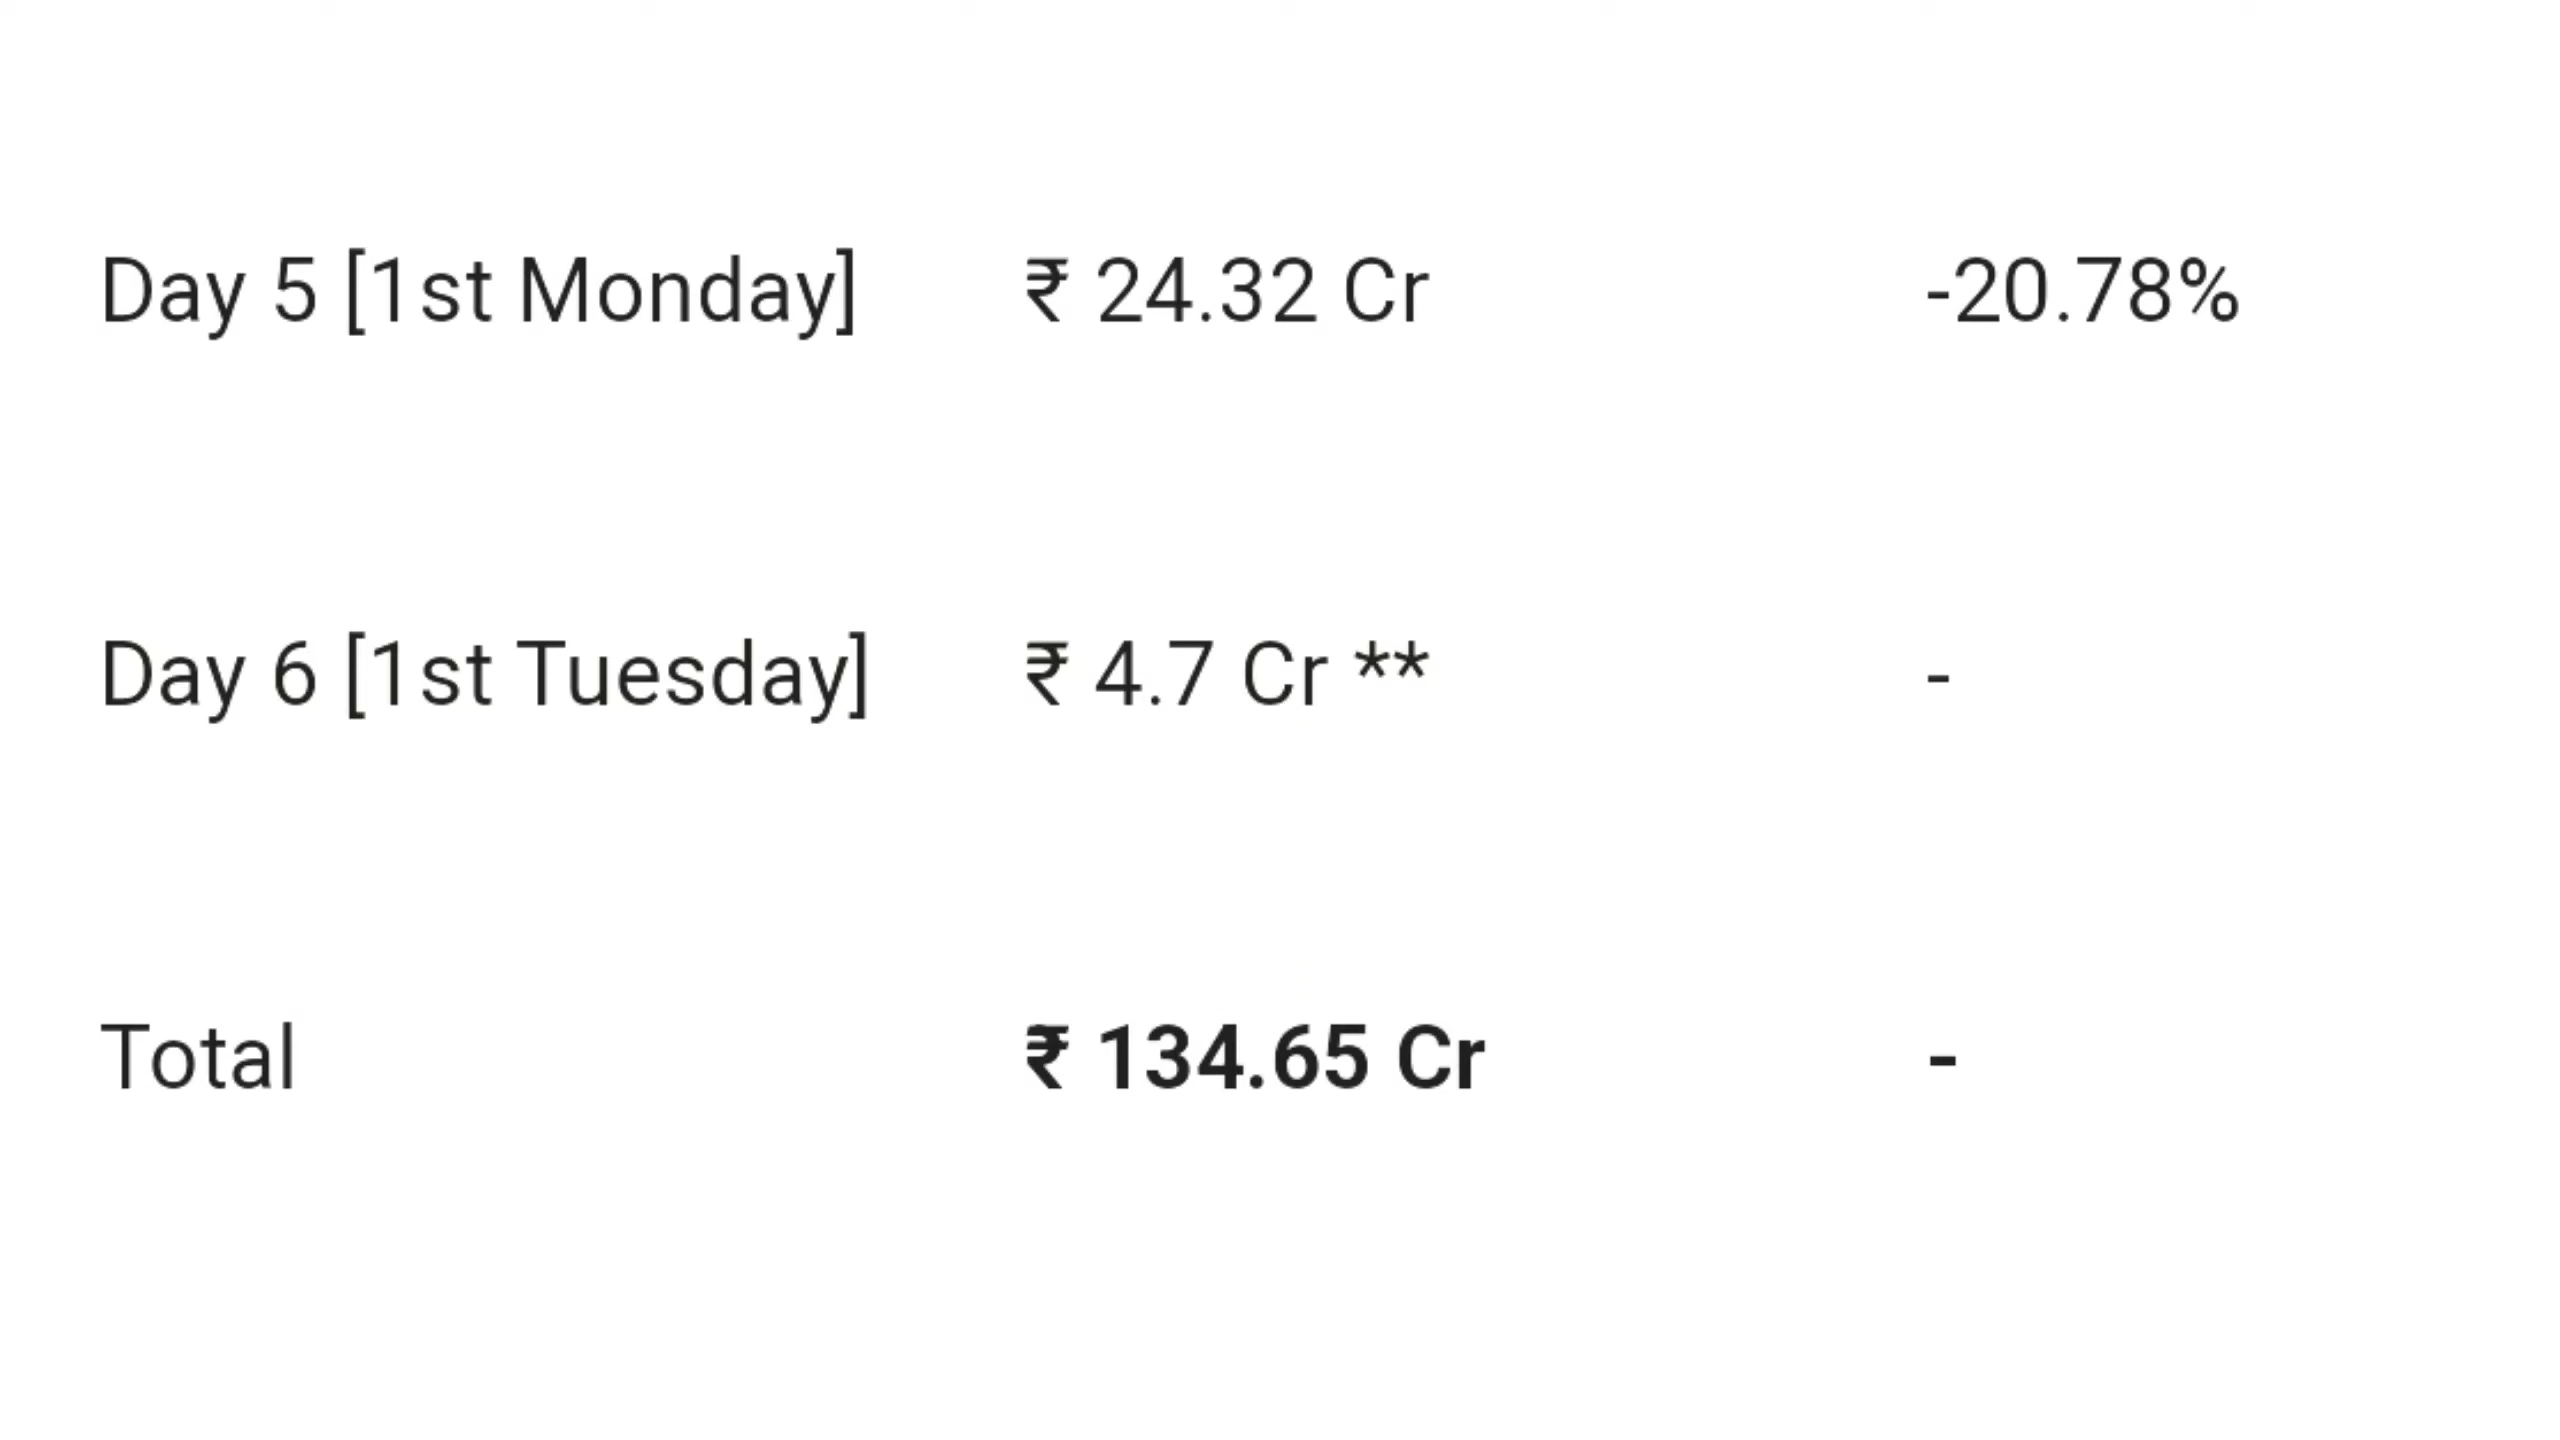 Day 5 [1st Monday] ₹ 24.32 Cr -20.78%
Day 6 [1st Tuesday] ₹ 4.7 Cr ** -
Total ₹ 134.65 Cr -